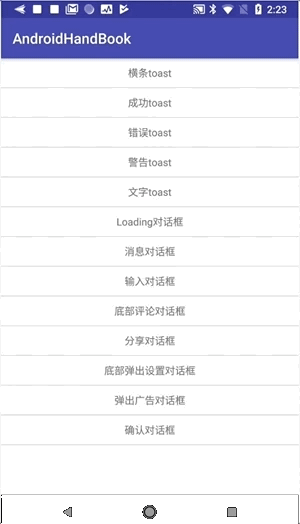 2:23
AndroidHandBook
横条toast
成功toast
错误toast
警告toast
文字toast
Loading对话框
消息对话框
输入对话框
底部评论对话框
分享对话框
底部弹出设置对话框
弹出广告对话框
确认对话框